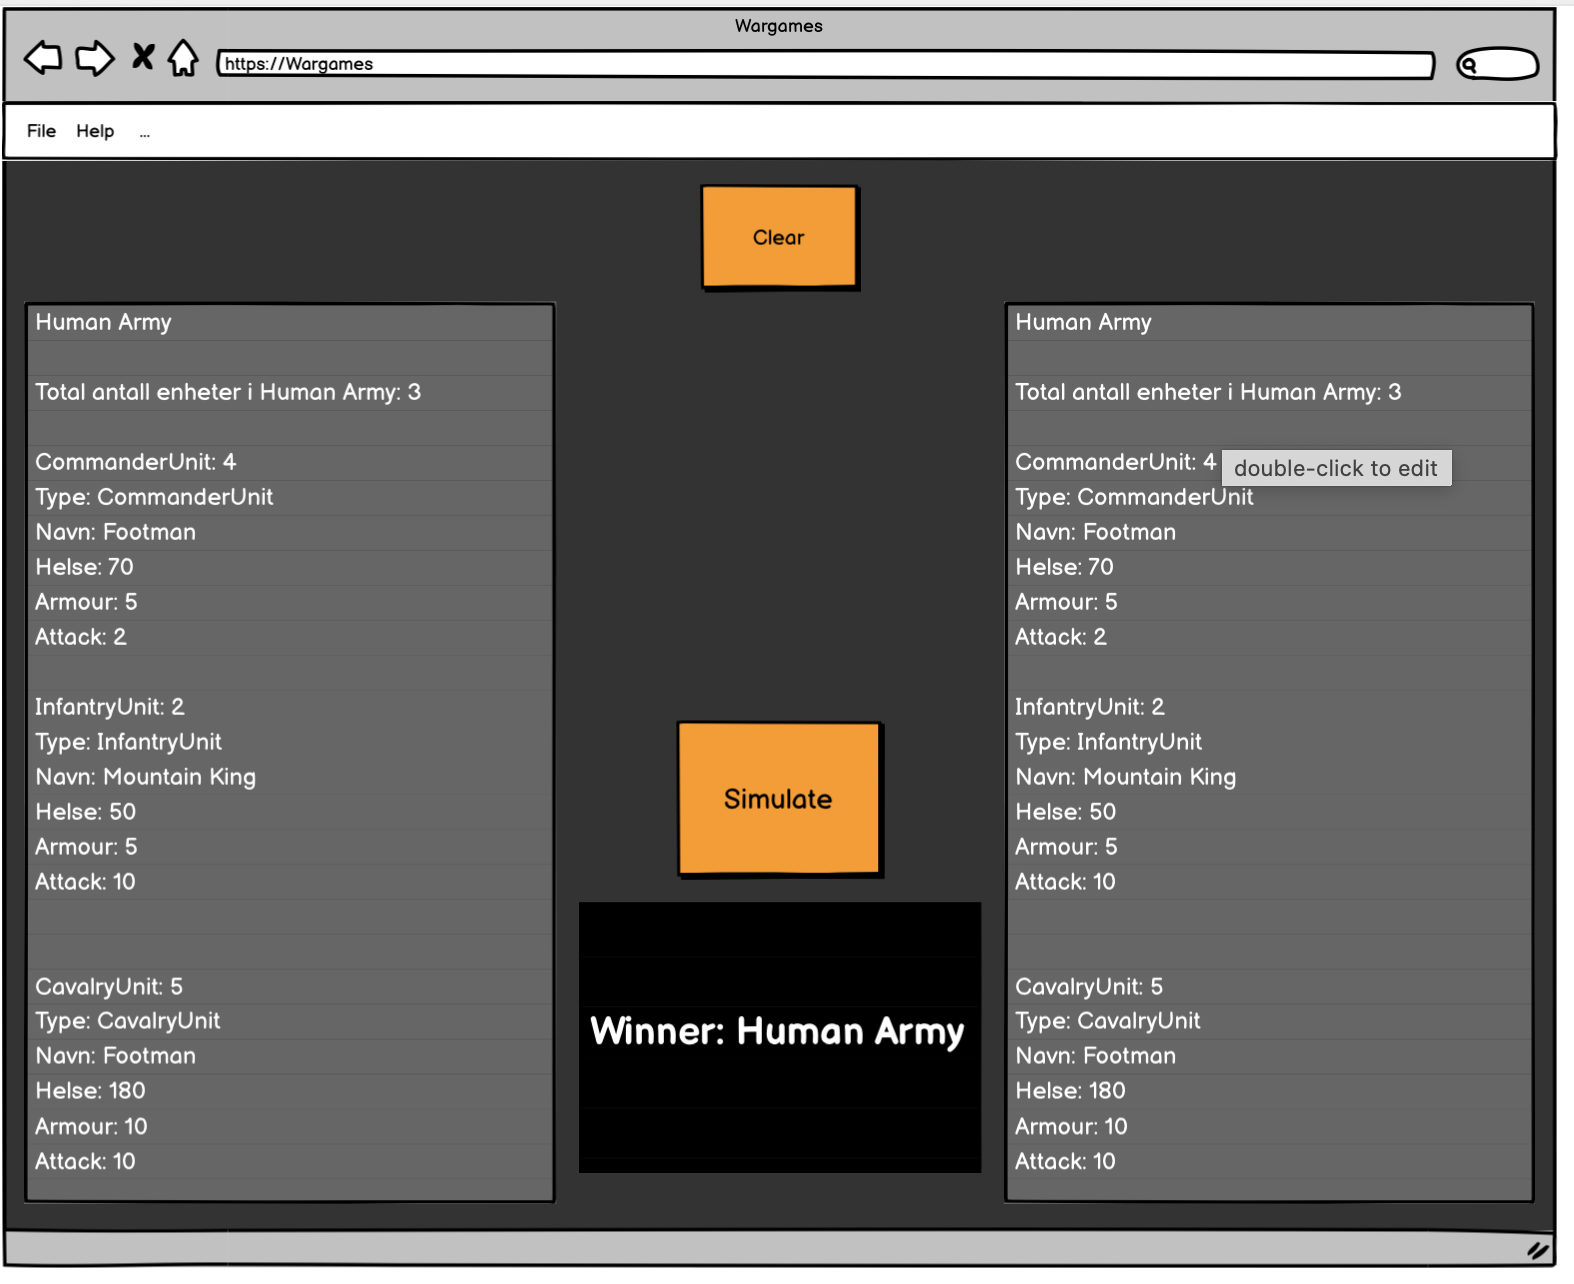 Wargames
https://Wargames
File Help ...
Clear
Human Army
Total antall enheter i Human Army: 3
CommanderUnit: 4
Type: CommanderUnit
Navn: Footman
Helse: 70
Armour: 5
Attack: 2
InfantryUnit: 2
Type: InfantryUnit
Navn: Mountain King
Helse: 50
Armour: 5
Attack: 10
CavalryUnit: 5
Type: CavalryUnit
Navn: Footman
Helse: 180
Armour: 10
Attack: 10
Simulate
Winner: Human Army
Human Army
Total antall enheter i Human Army: 3
CommanderUnit: 4
double-click to edit
Type: CommanderUnit
Navn: Footman
Helse: 70
Armour: 5
Attack: 2
InfantryUnit: 2
Type: InfantryUnit
Navn: Mountain King
Helse: 50
Armour: 5
Attack: 10
CavalryUnit: 5
Type: CavalryUnit
Navn: Footman
Helse: 180
Armour: 10
Attack: 10